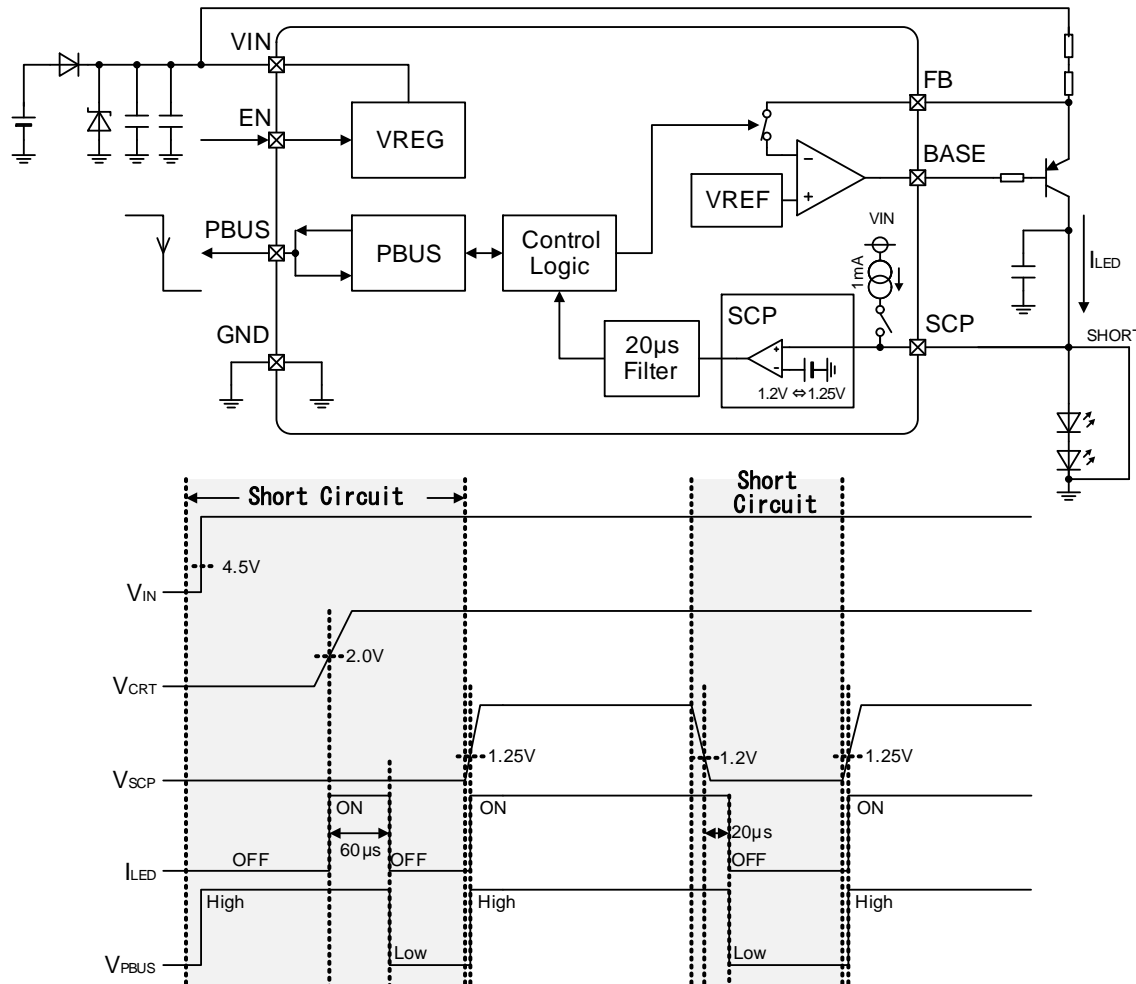 VIN
FB
EN
VREG
BASE
VREF
−
+
VIN
PBUS
PBUS
Control
Logic
1mA
ILED
GND
20µs
Filter
SCP
+
-
1.2V ⇔1.25V
SCP
SHORT
Short Circuit
Short
Circuit
4.5V
VIN
2.0V
VCRT
1.25V
1.2V
1.25V
VSCP
ON
ON
ON
60µs
20µs
OFF
OFF
OFF
ILED
High
High
High
Low
Low
VPBUS